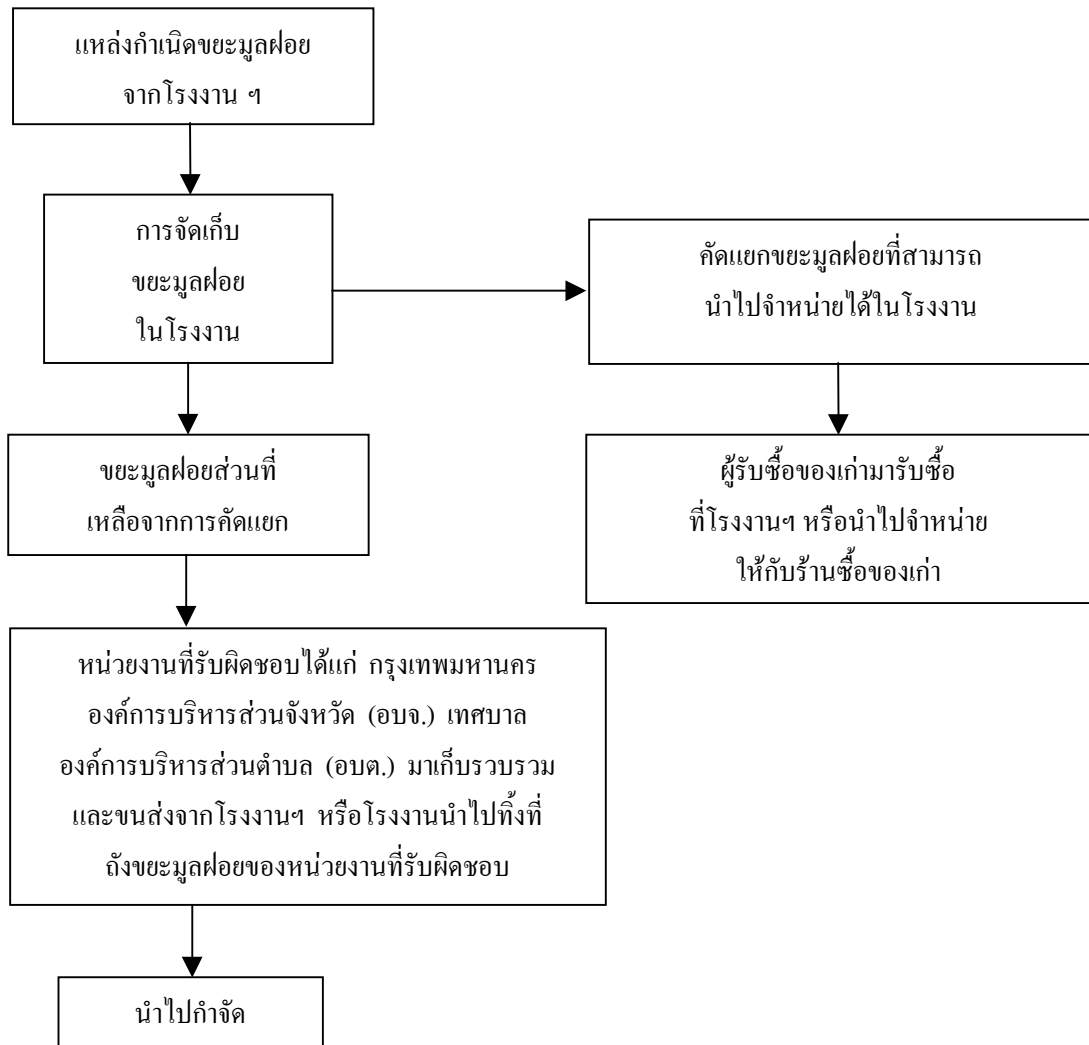 แหล่งกำเนิดขยะมูลฝอย
จากโรงงาน ฯ
การจัดเก็บ
ขยะมูลฝอย
ในโรงงาน
คัดแยกขยะมูลฝอยที่สามารถ
นำไปจำหน่ายได้ในโรงงาน
ขยะมูลฝอยส่วนที่
เหลือจากการคัดแยก
ผู้รับซื้อของเก่ามารับซื้อ
ที่โรงงานฯ หรือนำไปจำหน่าย
ให้กับร้านซื้อของเก่า
หน่วยงานที่รับผิดชอบได้แก่ กรุงเทพมหานคร
องค์การบริหารส่วนจังหวัด (อบจ.) เทศบาล
องค์การบริหารส่วนตำบล (อบต.) มาเก็บรวบรวม
และขนส่งจากโรงงานฯ หรือโรงงานนำไปทิ้งที่
ถังขยะมูลฝอยของหน่วยงานที่รับผิดชอบ
นำไปกำจัด